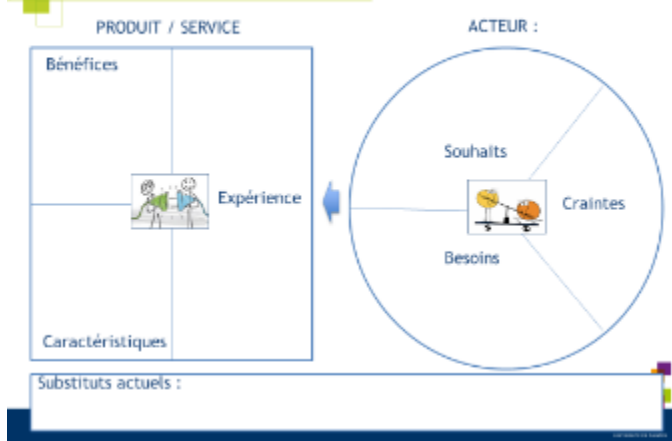 PRODUIT / SERVICE
ACTEUR :
Bénéfices
Expérience
Caractéristiques
Souhaits
Craintes
Besoins
Substituts actuels :